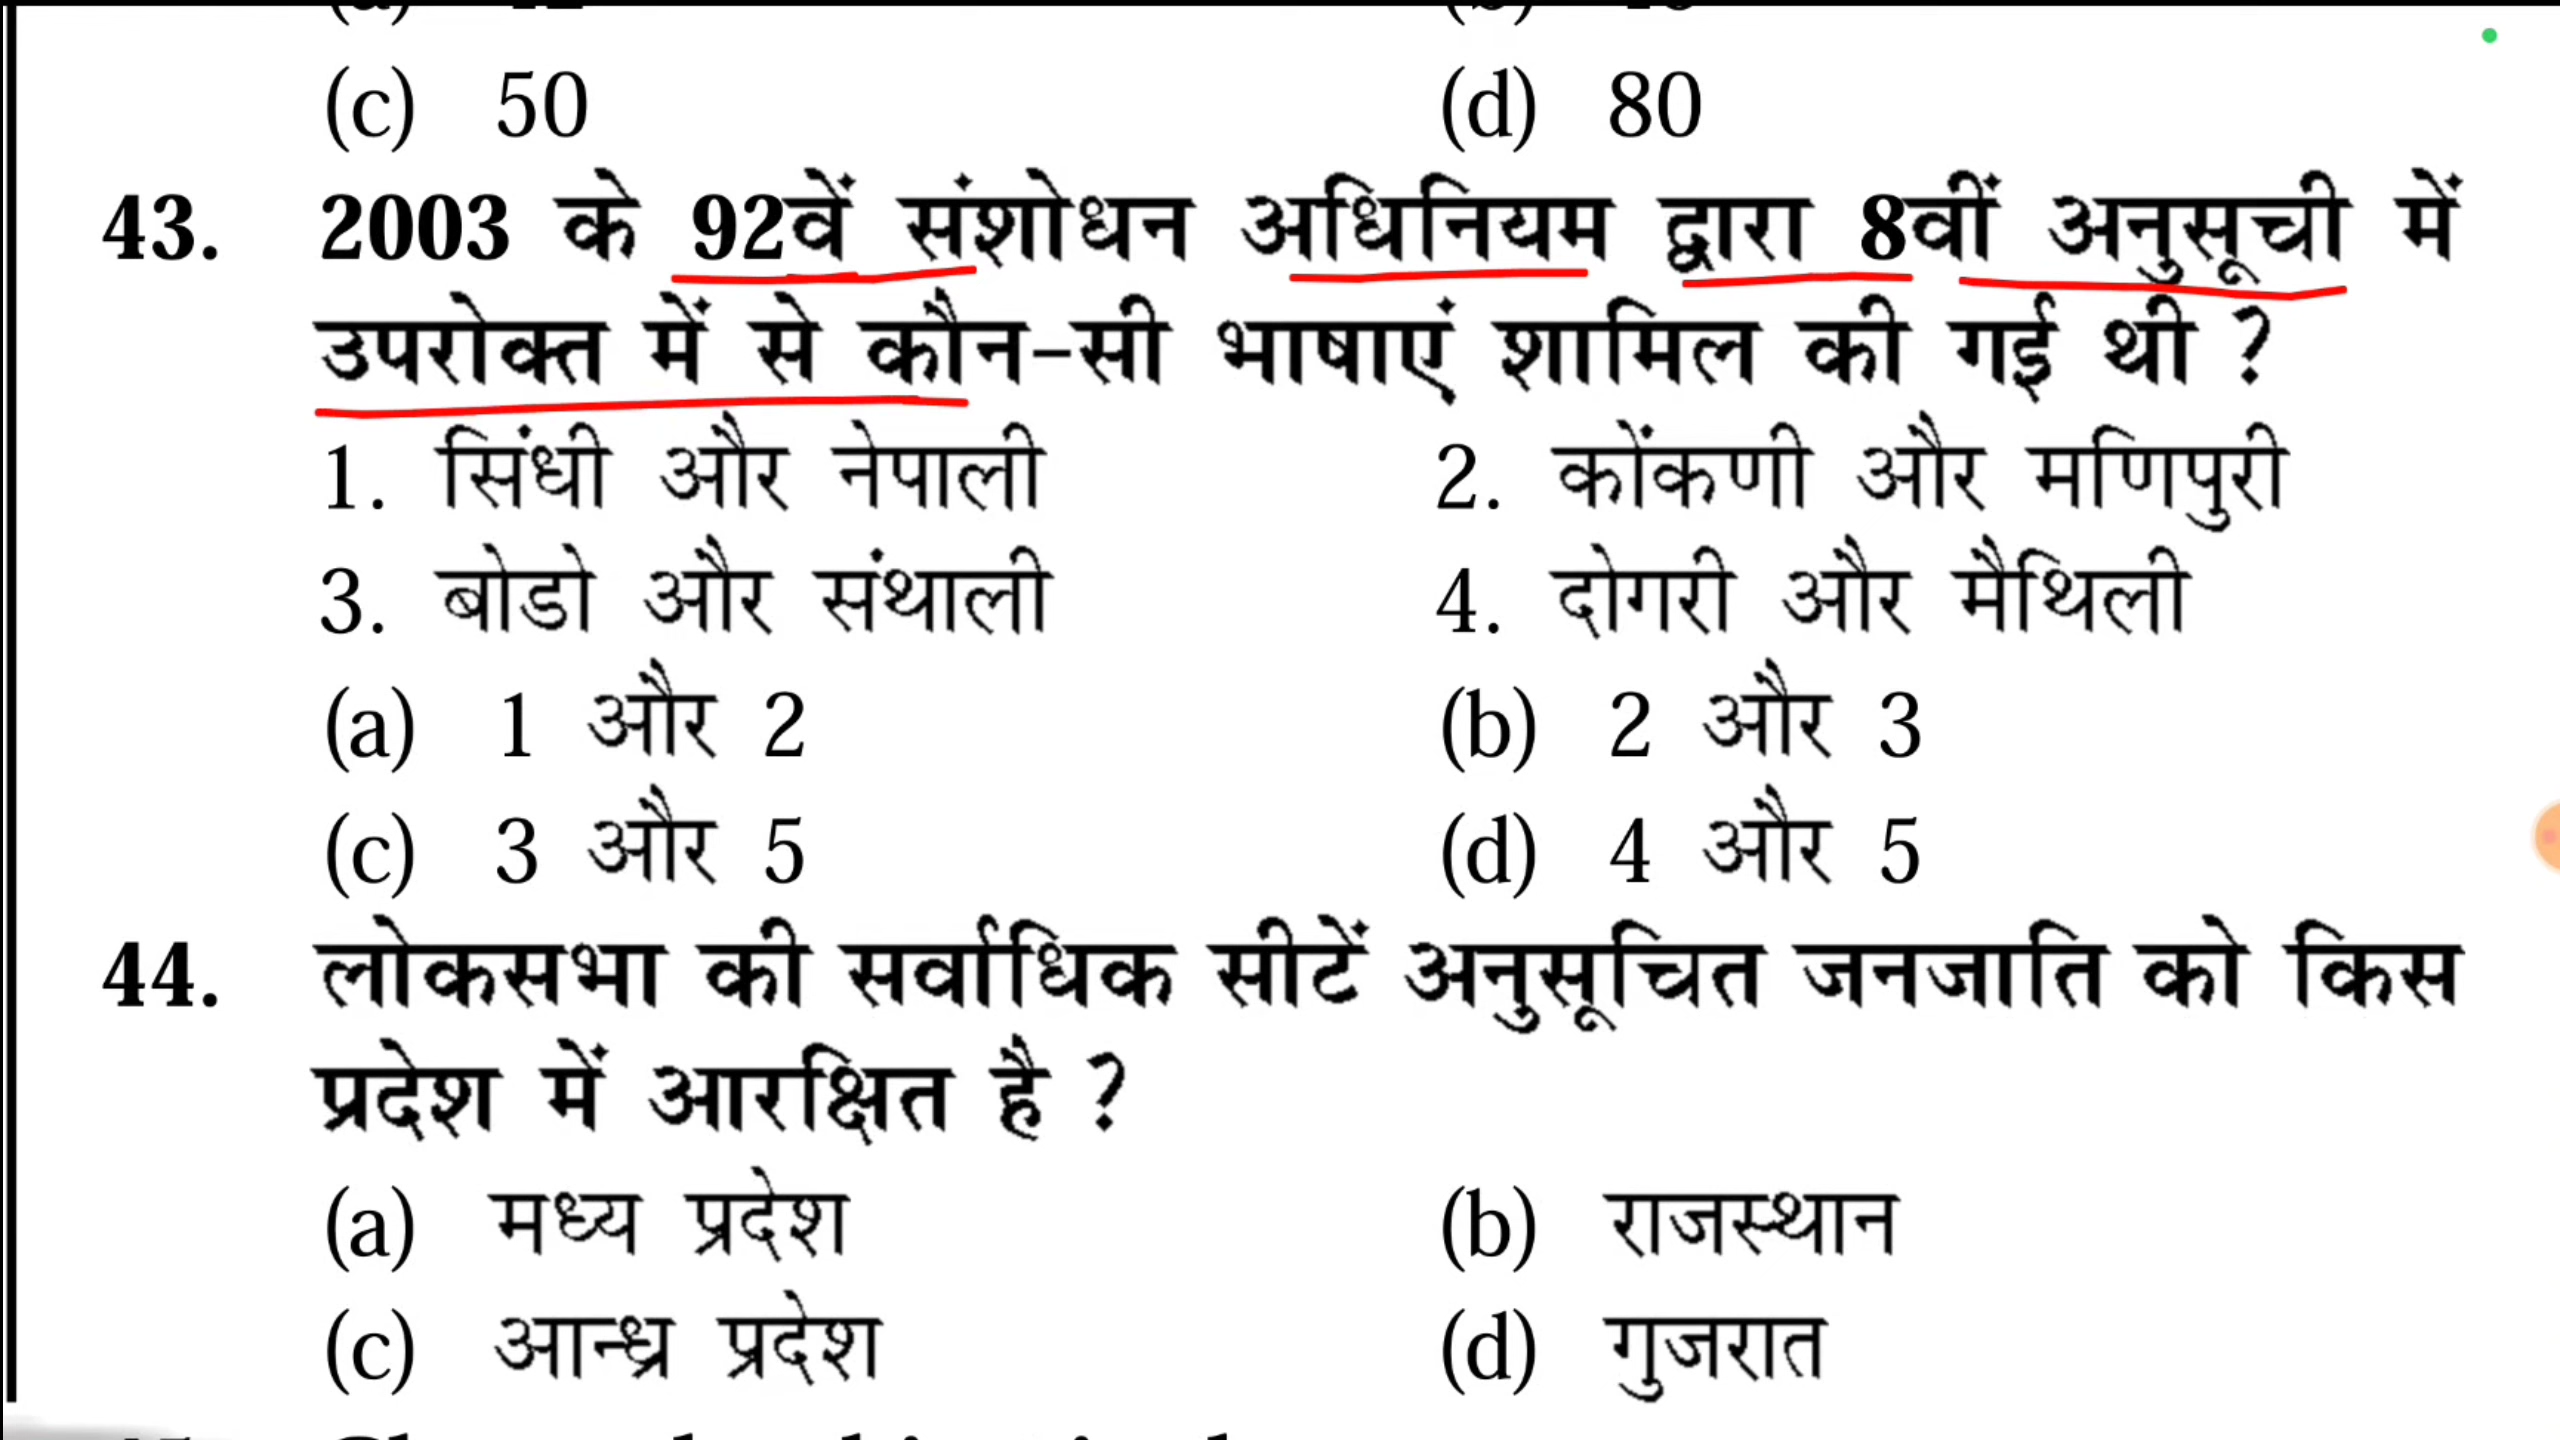 (c) 50 (d) 80
43. 2003 के 92वें संशोधन अधिनियम द्वारा 8वीं अनुसूची में
उपरोक्त में से कौन-सी भाषाएं शामिल की गई थी ?
1. सिंधी और नेपाली 2. कोंकणी और मणिपुरी
3. बोडो और संथाली 4. दोगरी और मैथिली
(a) 1 और 2 (b) 2 और 3
(c) 3 और 5 (d) 4 और 5
44. लोकसभा की सर्वाधिक सीटें अनुसूचित जनजाति को किस
प्रदेश में आरक्षित है ?
(a) मध्य प्रदेश (b) राजस्थान
(c) आन्ध्र प्रदेश (d) गुजरात